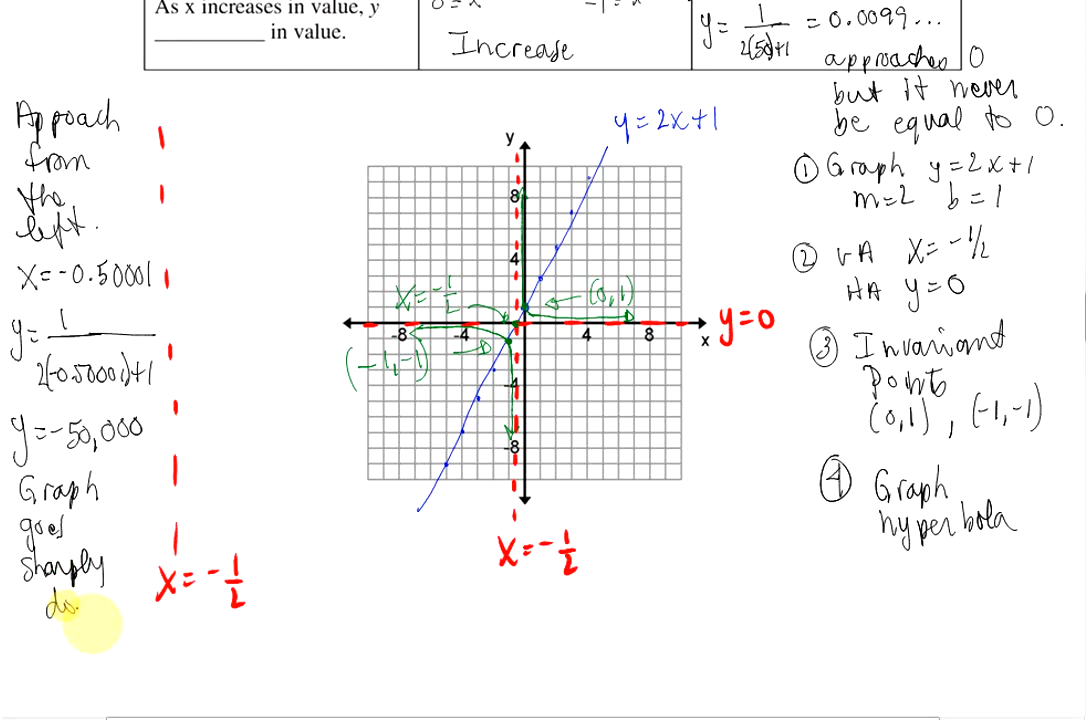 As x increases in value, y
__________ in value.
Increase
y = 1/(2(50)+1) = 0.0099...
approaches 0
but it never
be equal to 0.
Appoach
from
the
left.
x = -0.50001
y = 1/(2(-0.50001)+1)
y = -50,000
Graph
goes
sharply
do.
x = -1/2
y = 2x+1
y
8
4
x = -1/2
(0,1)
-8 -4 4 8
x
y = 0
(-1,-1)
-4
-8
x = -1/2
① Graph y = 2x+1
m=2 b=1
② VA x = -1/2
HA y = 0
③ Invariant
Points
(0,1), (-1,-1)
④ Graph
hyperbola